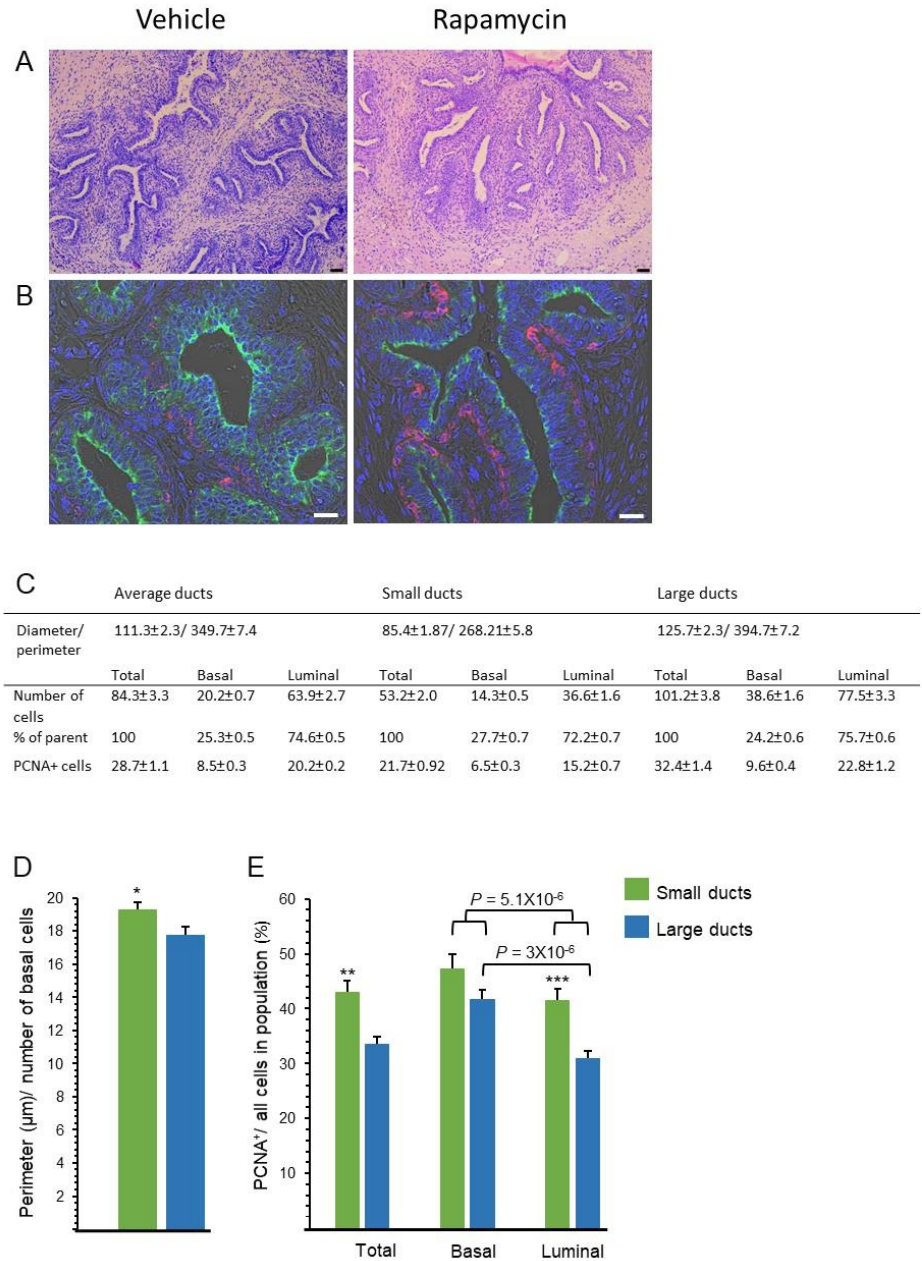 Vehicle Rapamycin
A
B
C
Average ducts Small ducts Large ducts
Diameter/ 111.3±2.3/ 349.7±7.4 85.4±1.87/ 268.21±5.8 125.7±2.3/ 394.7±7.2
perimeter
Total Basal Luminal Total Basal Luminal Total Basal Luminal
Number of 84.3±3.3 20.2±0.7 63.9±2.7 53.2±2.0 14.3±0.5 36.6±1.6 101.2±3.8 38.6±1.6 77.5±3.3
cells
% of parent 100 25.3±0.5 74.6±0.5 100 27.7±0.7 72.2±0.7 100 24.2±0.6 75.7±0.6
PCNA+ cells 28.7±1.1 8.5±0.3 20.2±0.2 21.7±0.92 6.5±0.3 15.2±0.7 32.4±1.4 9.6±0.4 22.8±1.2
D
Perimeter (µm)/ number of basal cells
20
18
16
14
12
10
8
6
4
2
*
E
PCNA⁺/ all cells in population (%)
60
50
40
30
20
10
P = 5.1X10⁻⁶
P = 3X10⁻⁶
**
***
Total Basal Luminal
Small ducts
Large ducts